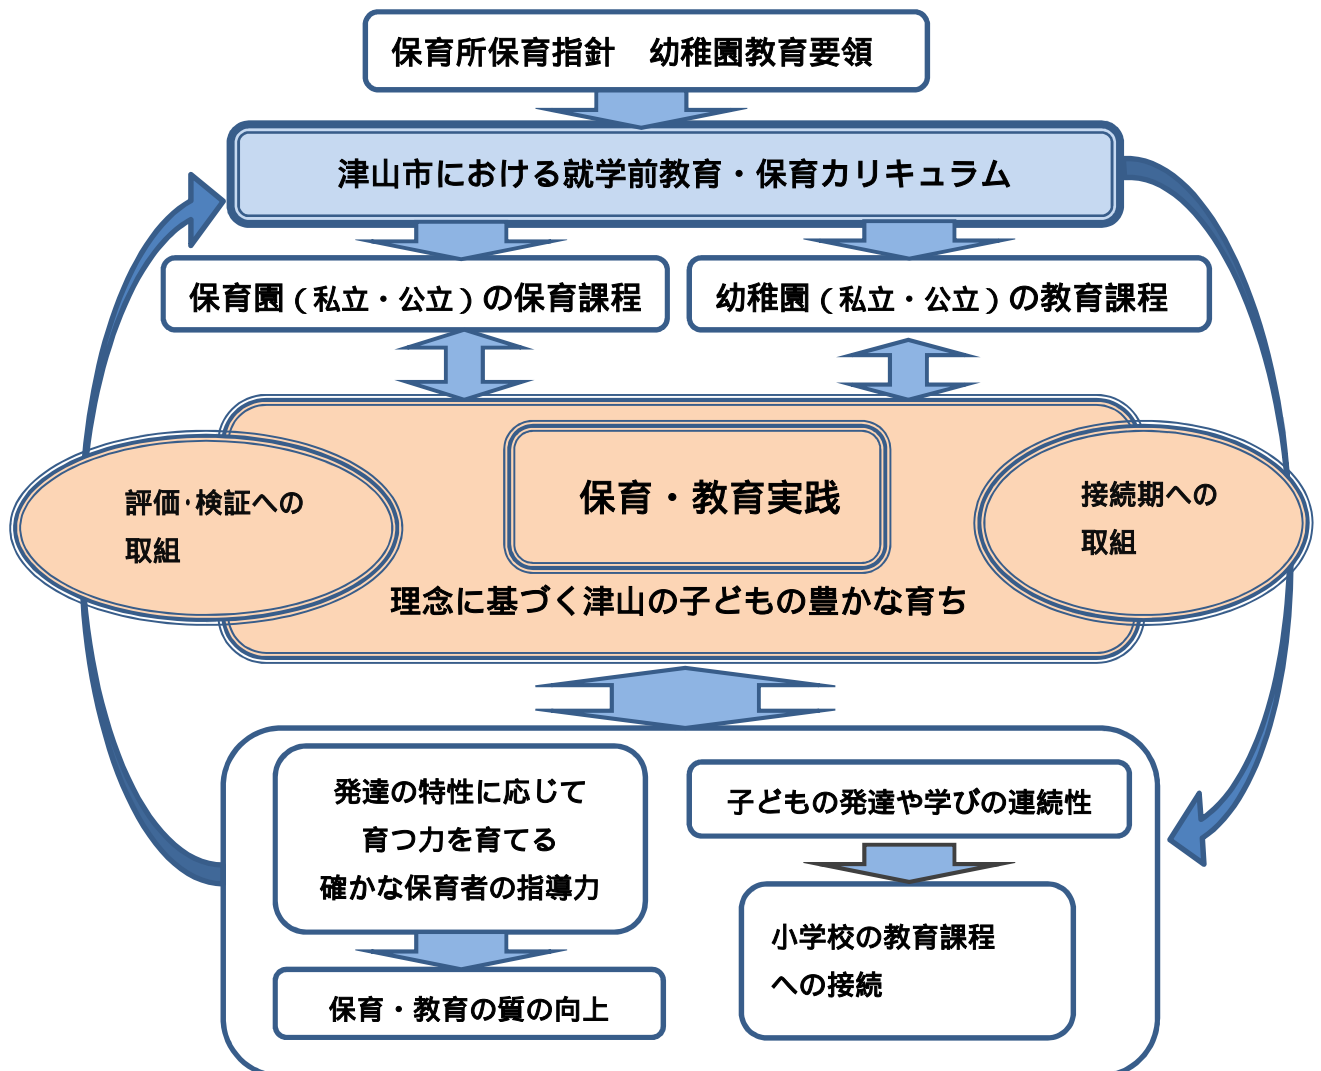 保育所保育指針　幼稚園教育要領
津山市における就学前教育・保育カリキュラム
保育園（私立・公立）の保育課程
幼稚園（私立・公立）の教育課程
保育・教育実践
評価・検証への
取組
接続期への
取組
理念に基づく津山の子どもの豊かな育ち
発達の特性に応じて
育つ力を育てる
確かな保育者の指導力
保育・教育の質の向上
子どもの発達や学びの連続性
小学校の教育課程
への接続